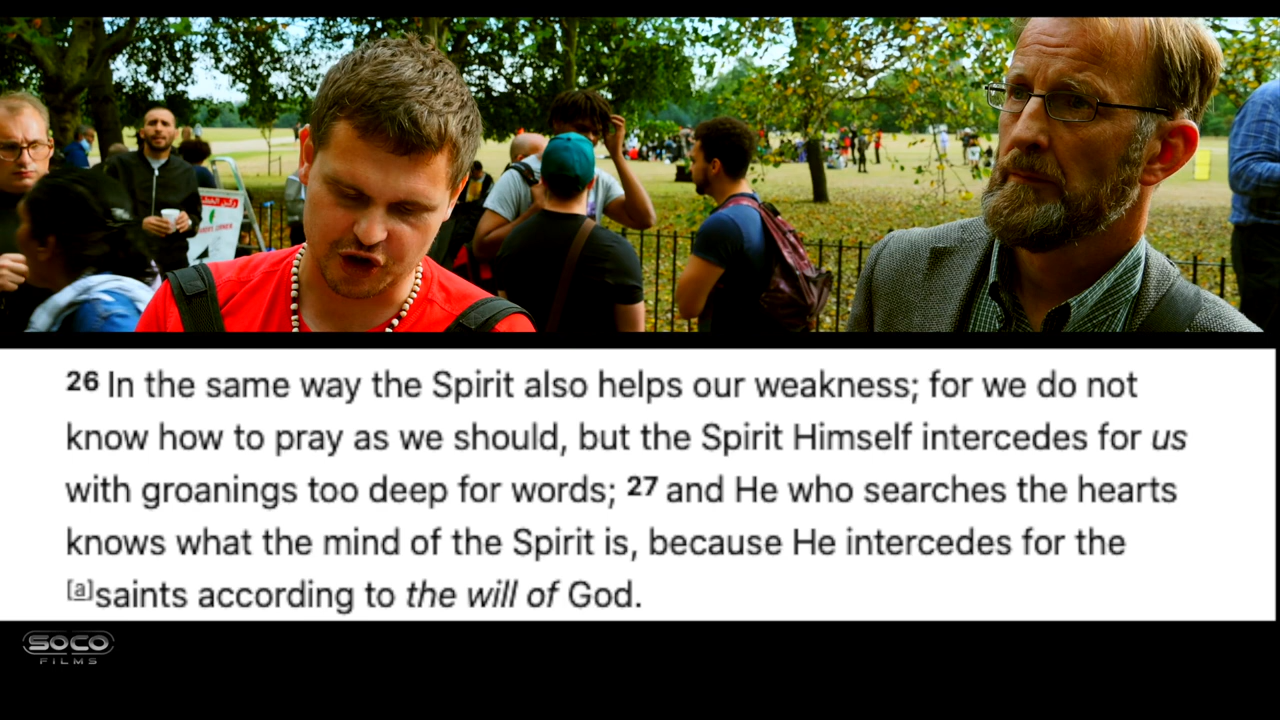 26 In the same way the Spirit also helps our weakness; for we do not
know how to pray as we should, but the Spirit Himself intercedes for us
with groanings too deep for words; 27 and He who searches the hearts
knows what the mind of the Spirit is, because He intercedes for the
[a]saints according to the will of God.
SOCO
FILMS